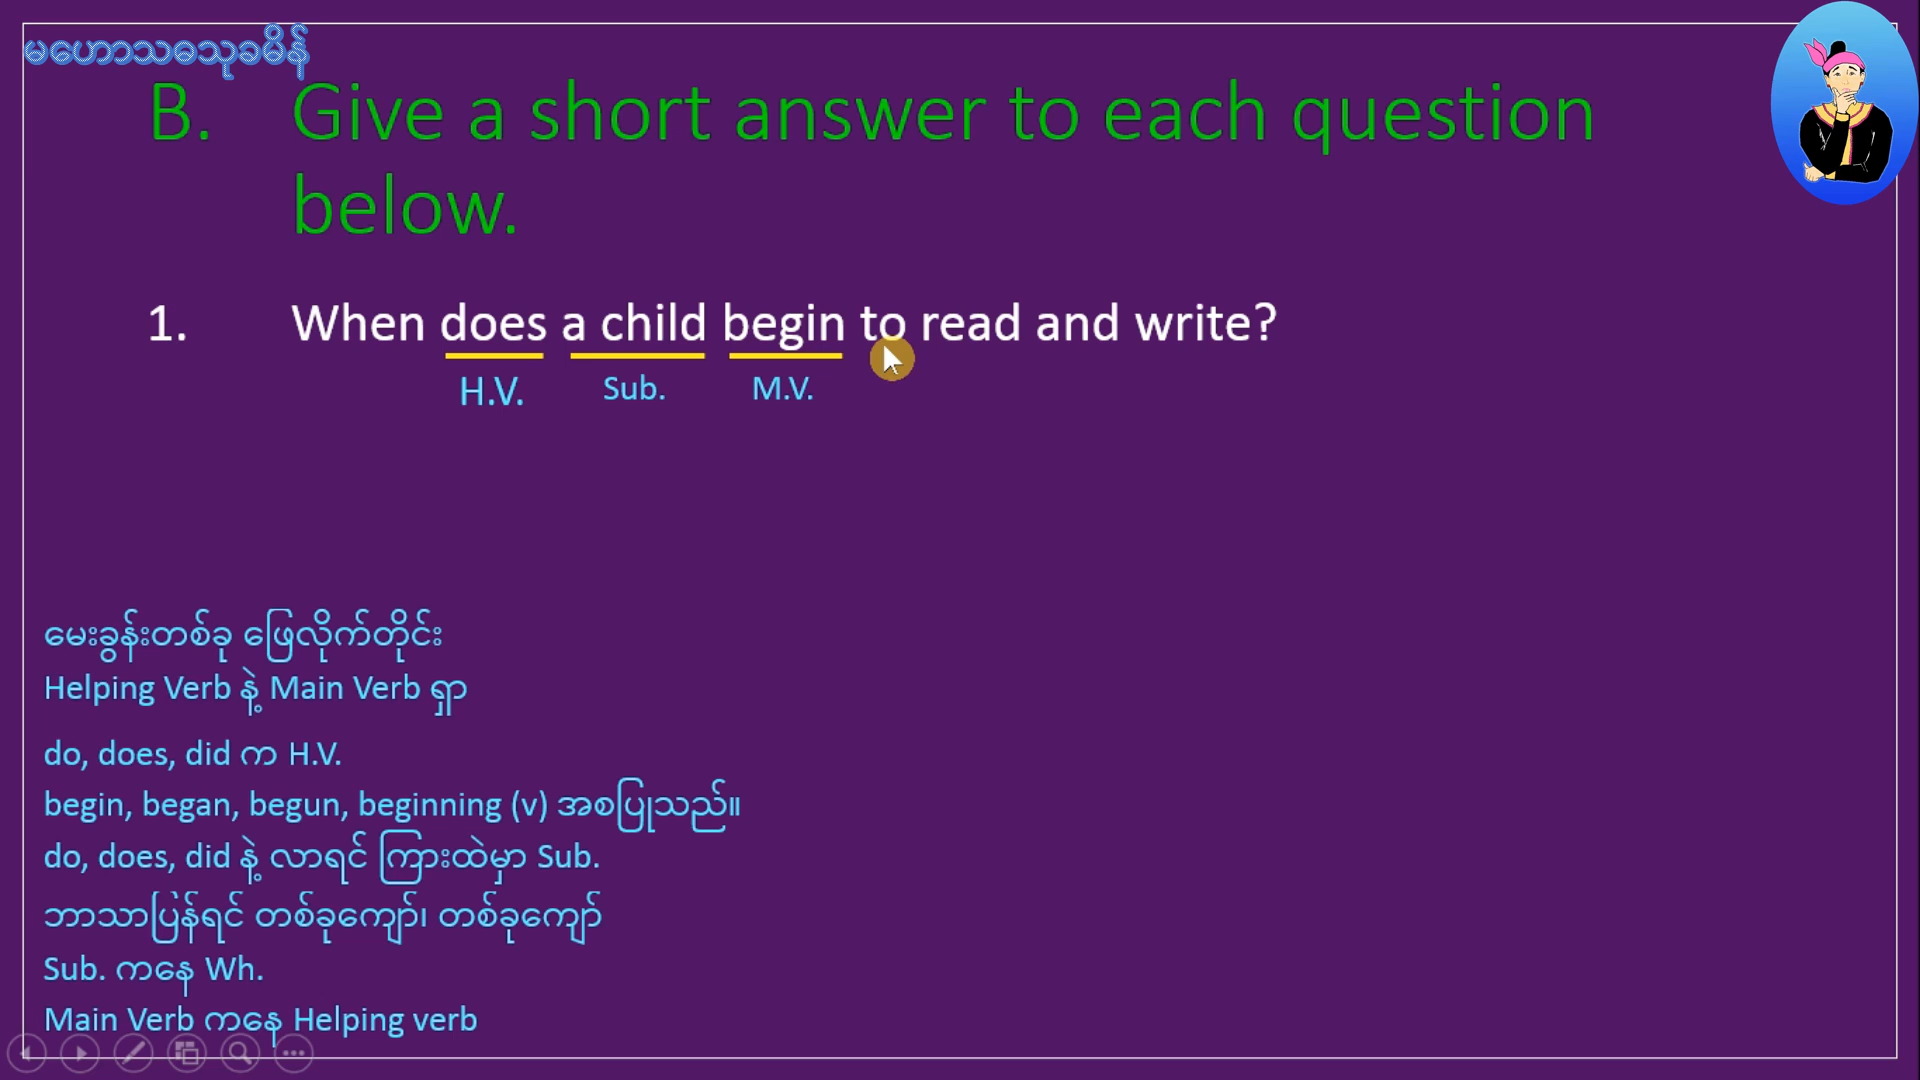 မဟောသဓသုခမိန်
B. Give a short answer to each question
below.
1. When does a child begin to read and write?
H.V. Sub. M.V.
မေးခွန်းတစ်ခု ဖြေလိုက်တိုင်း
Helping Verb နဲ့ Main Verb ရှာ
do, does, did က H.V.
begin, began, begun, beginning (v) အစပြုသည်။
do, does, did နဲ့ လာရင် ကြားထဲမှာ Sub.
ဘာသာပြန်ရင် တစ်ခုကျော်၊ တစ်ခုကျော်
Sub. ကနေ Wh.
Main Verb ကနေ Helping verb